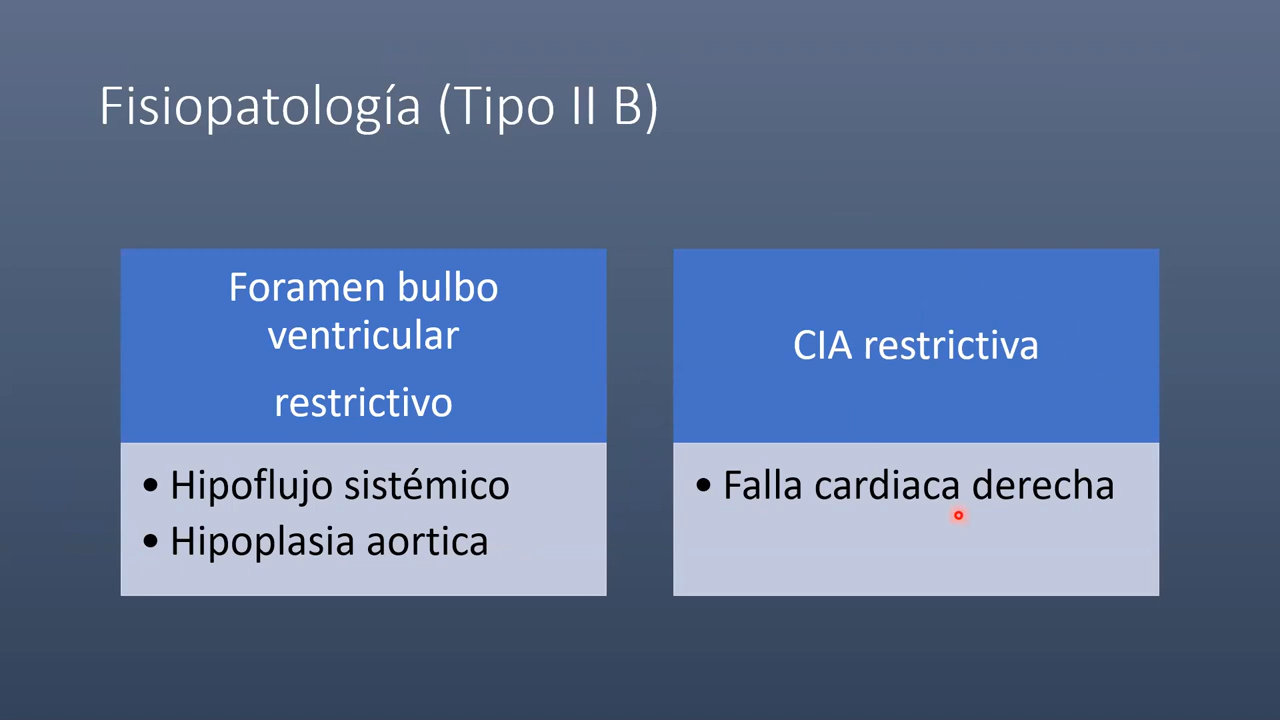 Fisiopatología (Tipo II B)
Foramen bulbo
ventricular
restrictivo
• Hipoflujo sistémico
• Hipoplasia aortica
CIA restrictiva
• Falla cardiaca derecha